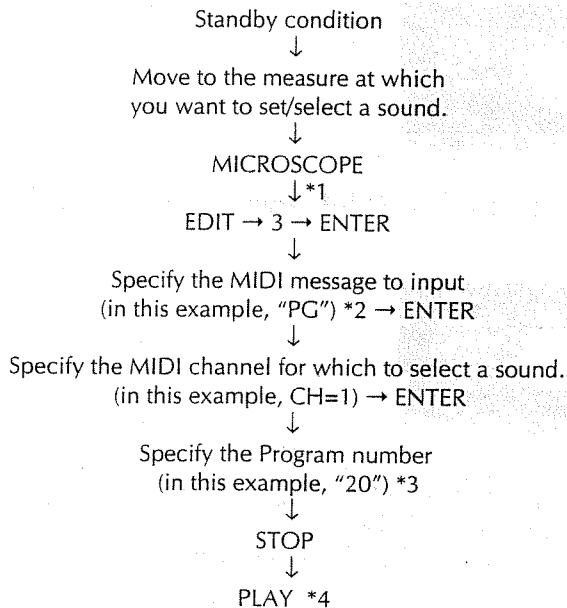 Standby condition
↓
Move to the measure at which
you want to set/select a sound.
↓
MICROSCOPE
↓*1
EDIT → 3 → ENTER
↓
Specify the MIDI message to input
(in this example, “PG”) *2 → ENTER
↓
Specify the MIDI channel for which to select a sound.
(in this example, CH=1) → ENTER
↓
Specify the Program number
(in this example, “20”) *3
↓
STOP
↓
PLAY *4